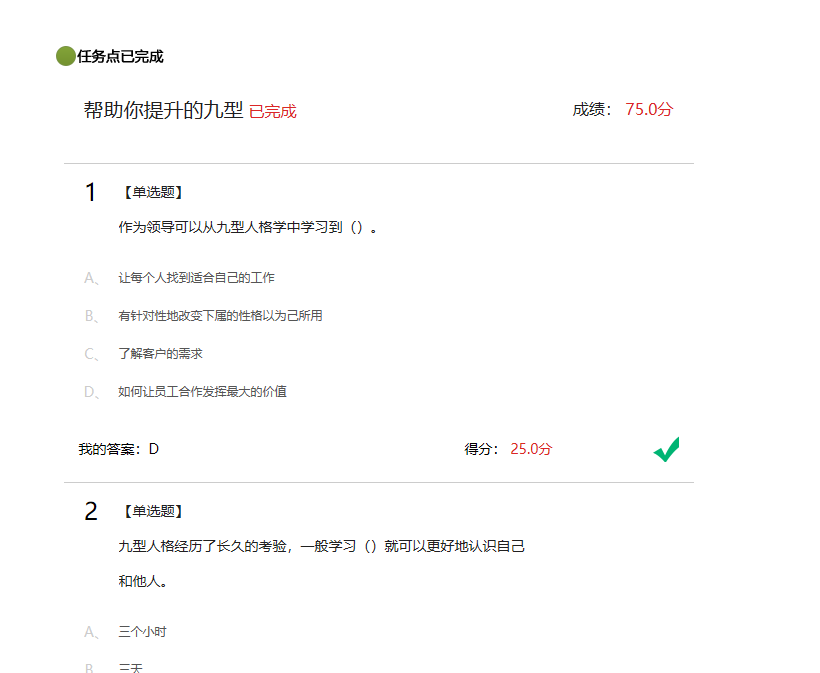 任务点已完成
帮助你提升的九型 已完成 成绩： 75.0分
1 【单选题】
作为领导可以从九型人格学中学习到（）。
A、 让每个人找到适合自己的工作
B、 有针对性地改变下属的性格以为己所用
C、 了解客户的需求
D、 如何让员工合作发挥最大的价值
我的答案：D 得分： 25.0分
2 【单选题】
九型人格经历了长久的考验，一般学习（）就可以更好地认识自己
和他人。
A、 三个小时
B 三天